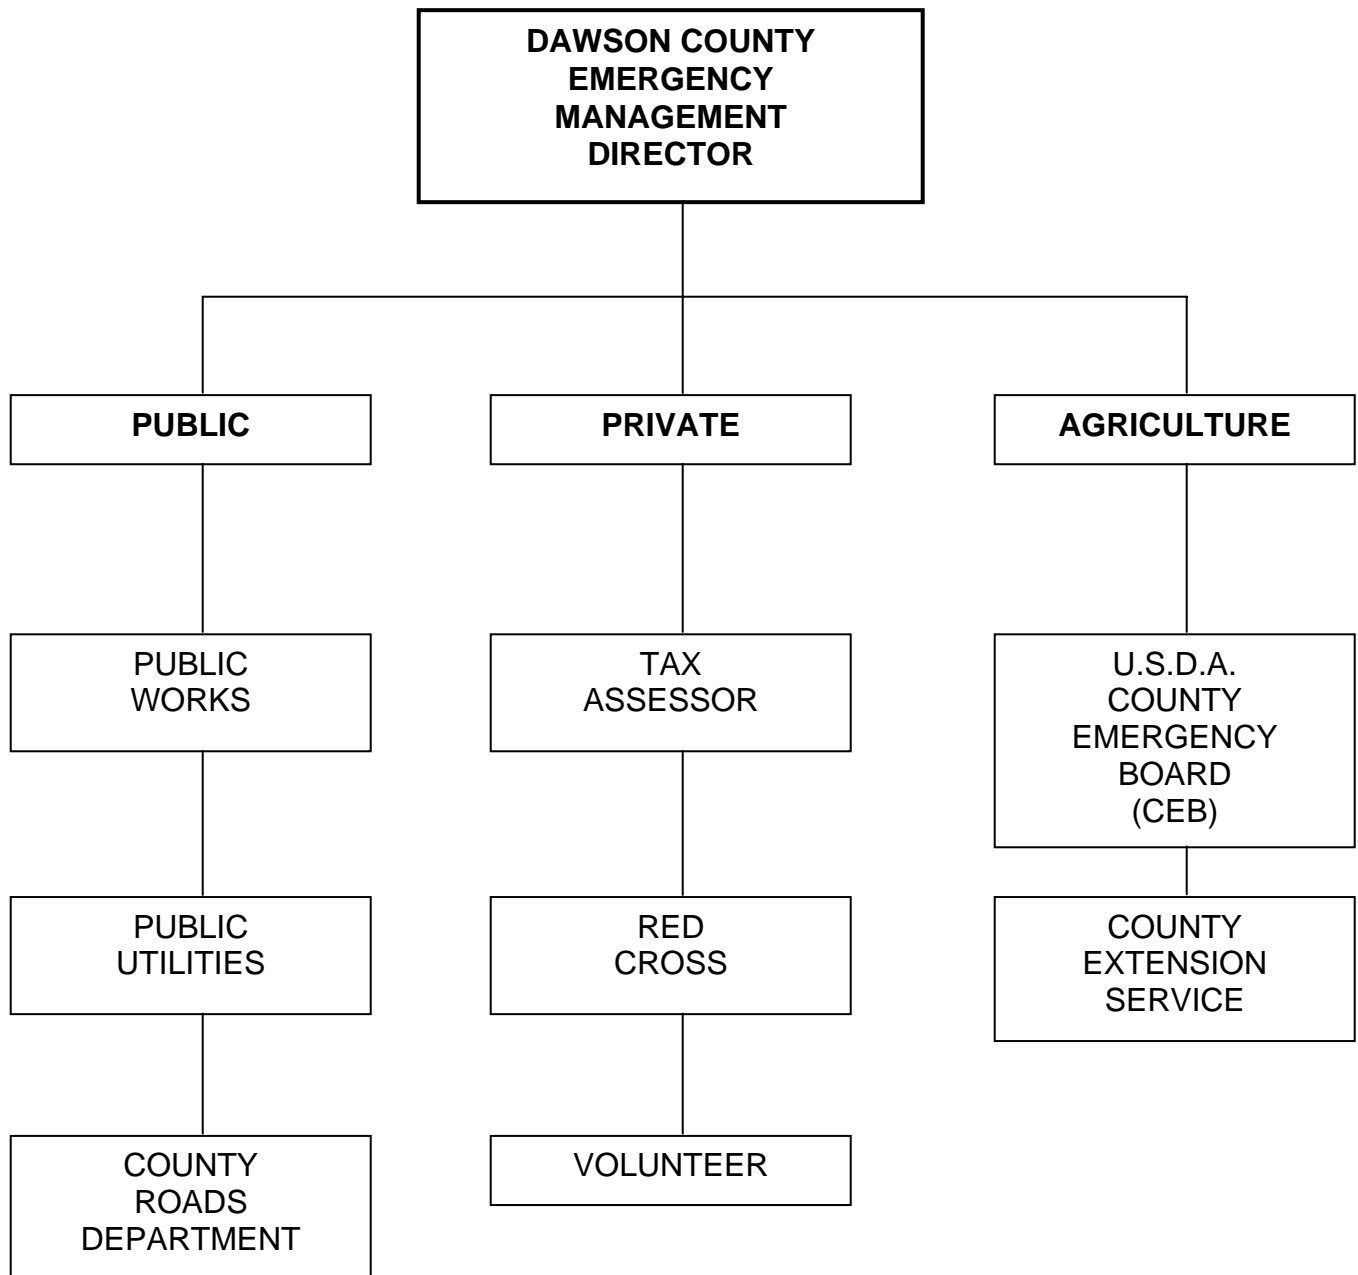 DAWSON COUNTY
EMERGENCY
MANAGEMENT
DIRECTOR
PUBLIC
PRIVATE
AGRICULTURE
PUBLIC
WORKS
TAX
ASSESSOR
U.S.D.A.
COUNTY
EMERGENCY
BOARD
(CEB)
PUBLIC
UTILITIES
RED
CROSS
COUNTY
EXTENSION
SERVICE
COUNTY
ROADS
DEPARTMENT
VOLUNTEER